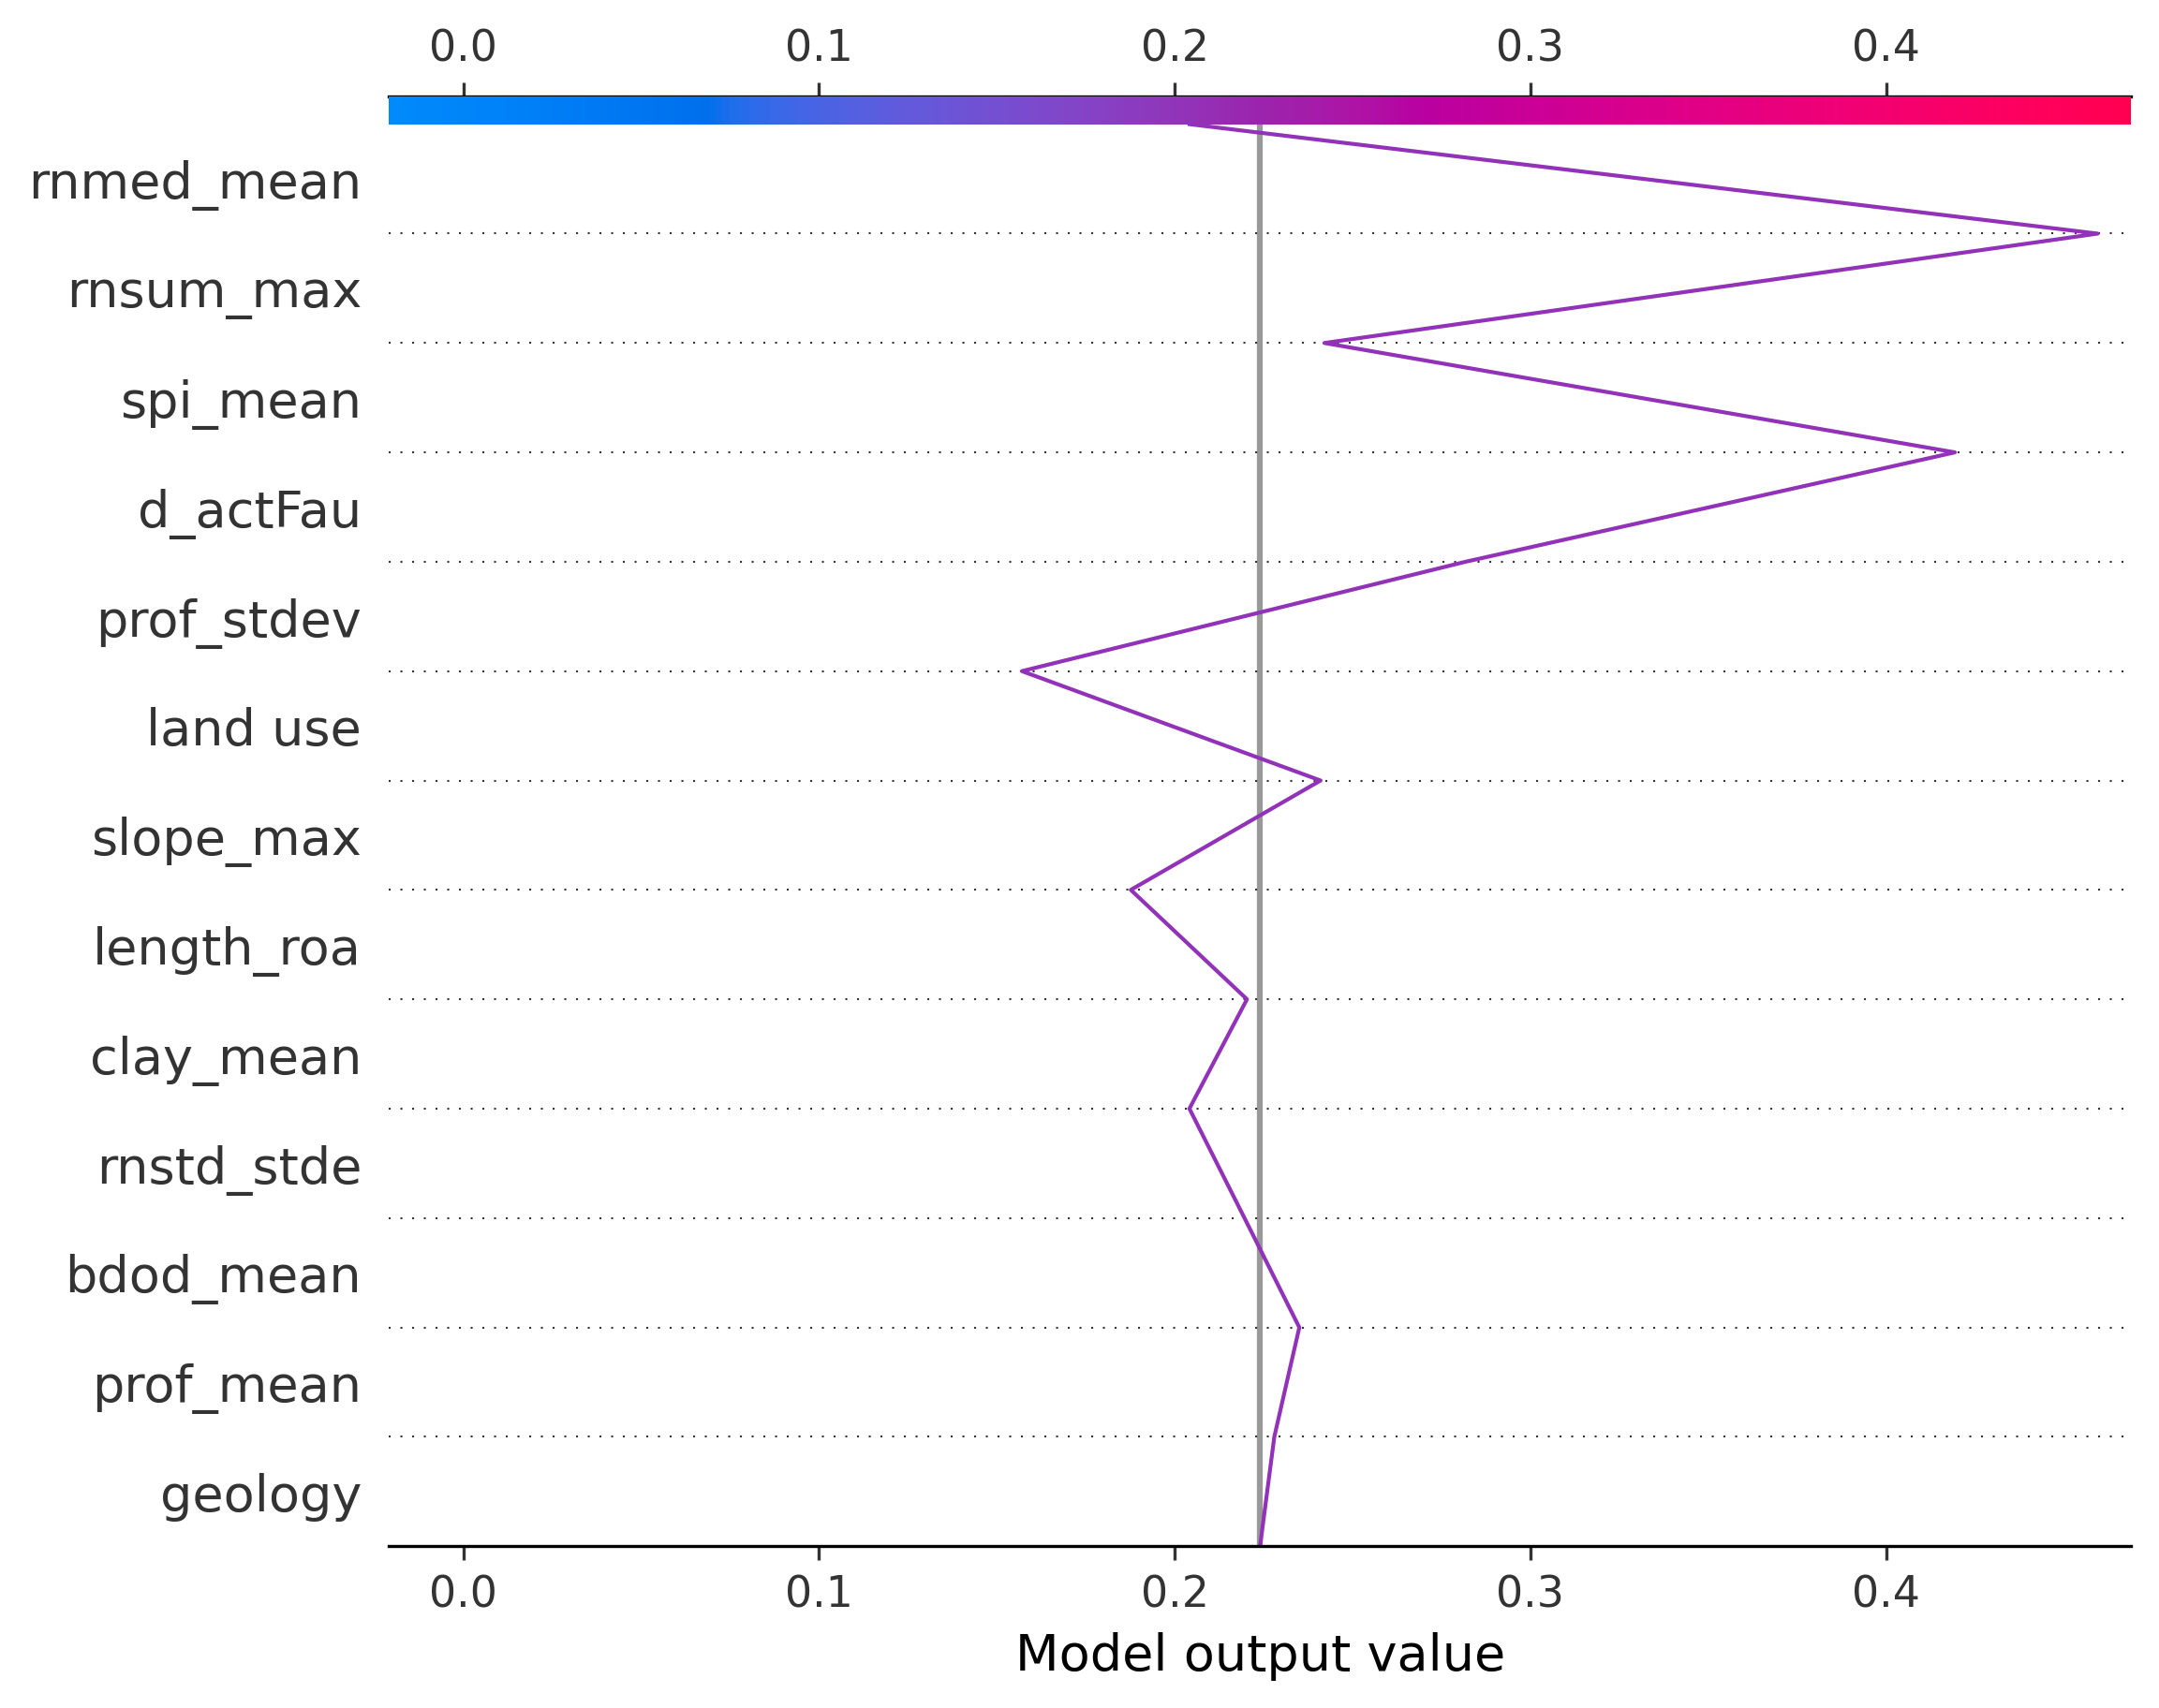 0.0 0.1 0.2 0.3 0.4
rnmed_mean
rnsum_max
spi_mean
d_actFau
prof_stdev
land use
slope_max
length_roa
clay_mean
rnstd_stde
bdod_mean
prof_mean
geology
0.0 0.1 0.2 0.3 0.4
Model output value